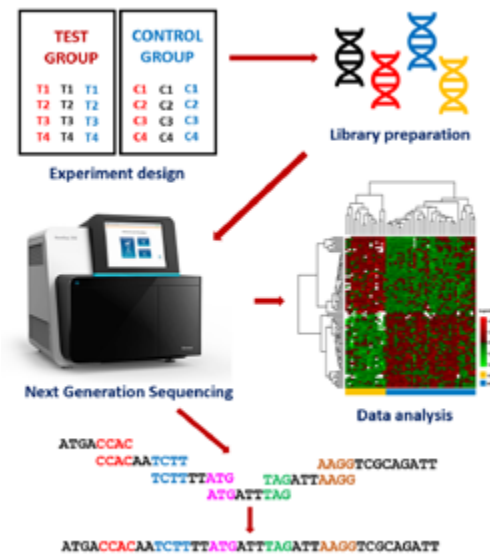 TEST GROUP
CONTROL GROUP
T1 T1 T1
T2 T2 T2
T3 T3 T3
T4 T4 T4
C1 C1 C1
C2 C2 C2
C3 C3 C3
C4 C4 C4
Experiment design
Library preparation
Next Generation Sequencing
Data analysis
ATGACCAC
CCACAATCTT
TCTTTTATG
ATGATTTAG
TAGATTAAGG
AAGGTCGCAGATT
ATGACCACAATCTTTTATGATTTAGATTAAGGTCGCAGATT